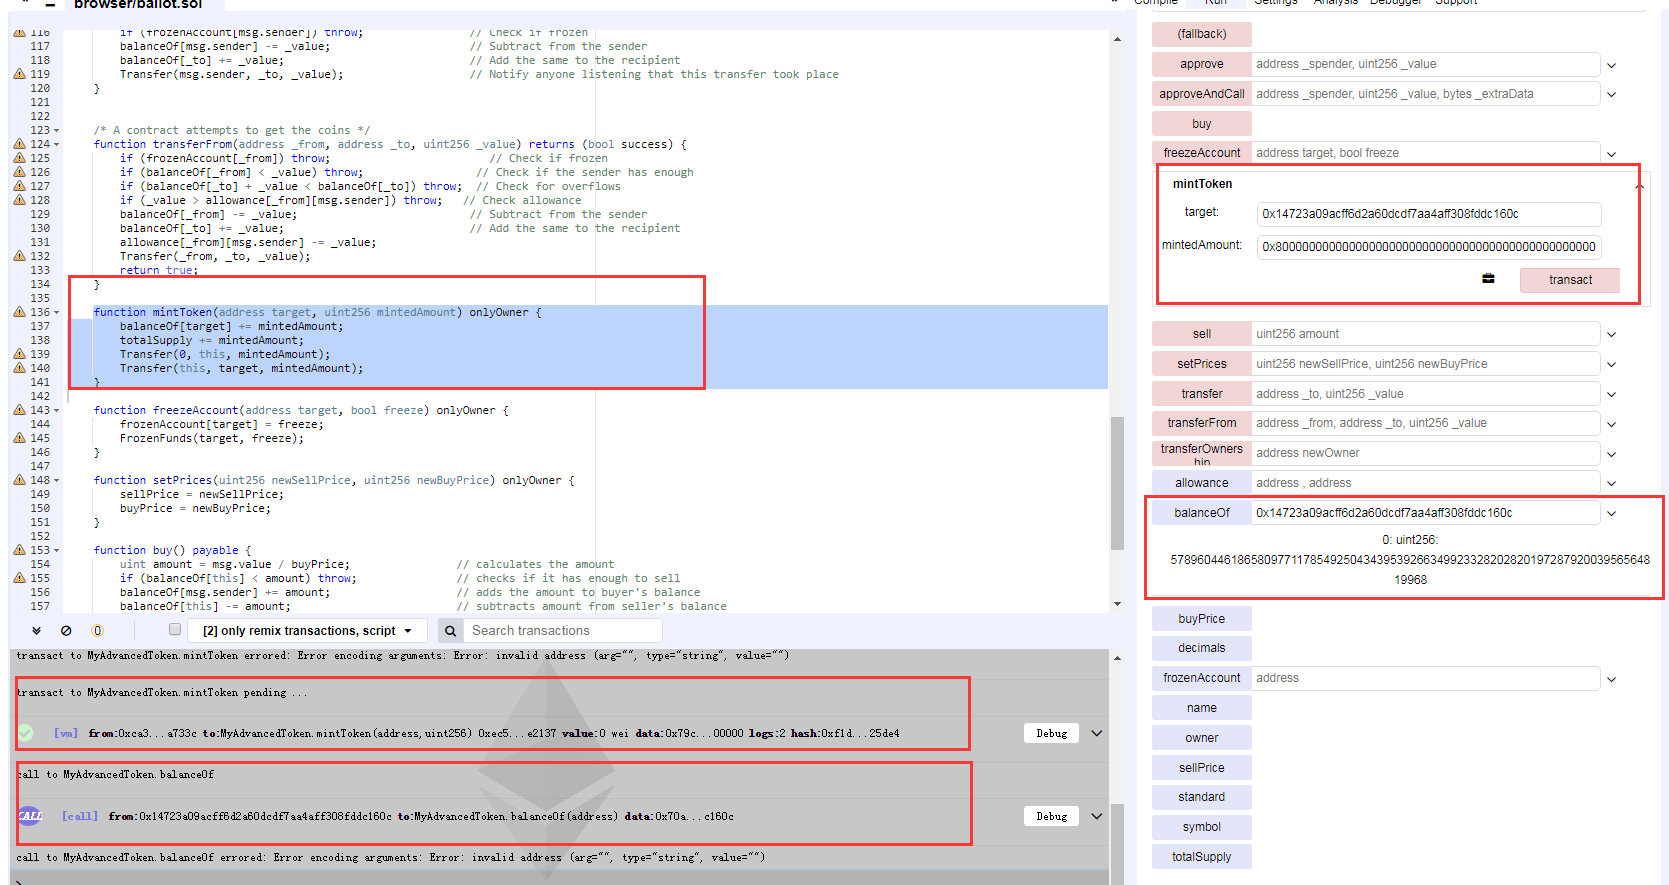 browser/ballot.sol
Compile Run Settings Analysis Debugger Support
116 if (frozenAccount[msg.sender]) throw; // Check if frozen
117 balanceOf[msg.sender] -= _value; // Subtract from the sender
118 balanceOf[_to] += _value; // Add the same to the recipient
119 Transfer(msg.sender, _to, _value); // Notify anyone listening that this transfer took place
120 }
121
122
123 /* A contract attempts to get the coins */
124 function transferFrom(address _from, address _to, uint256 _value) returns (bool success) {
125 if (frozenAccount[_from]) throw; // Check if frozen
126 if (balanceOf[_from] < _value) throw; // Check if the sender has enough
127 if (balanceOf[_to] + _value < balanceOf[_to]) throw; // Check for overflows
128 if (_value > allowance[_from][msg.sender]) throw; // Check allowance
129 balanceOf[_from] -= _value; // Subtract from the sender
130 balanceOf[_to] += _value; // Add the same to the recipient
131 allowance[_from][msg.sender] -= _value;
132 Transfer(_from, _to, _value);
133 return true;
134 }
135
136 function mintToken(address target, uint256 mintedAmount) onlyOwner {
137 balanceOf[target] += mintedAmount;
138 totalSupply += mintedAmount;
139 Transfer(0, this, mintedAmount);
140 Transfer(this, target, mintedAmount);
141 }
142
143 function freezeAccount(address target, bool freeze) onlyOwner {
144 frozenAccount[target] = freeze;
145 FrozenFunds(target, freeze);
146 }
147
148 function setPrices(uint256 newSellPrice, uint256 newBuyPrice) onlyOwner {
149 sellPrice = newSellPrice;
150 buyPrice = newBuyPrice;
151 }
152
153 function buy() payable {
154 uint amount = msg.value / buyPrice; // calculates the amount
155 if (balanceOf[this] < amount) throw; // checks if it has enough to sell
156 balanceOf[msg.sender] += amount; // adds the amount to buyer's balance
157 balanceOf[this] -= amount; // subtracts amount from seller's balance
0 [2] only remix transactions, script Search transactions
transact to MyAdvancedToken.mintToken errored: Error encoding arguments: Error: invalid address (arg="", type="string", value="")
transact to MyAdvancedToken.mintToken pending ...
[vm] from:0xca3...a733c to:MyAdvancedToken.mintToken(address,uint256) 0xec5...e2137 value:0 wei data:0x79c...00000 logs:2 hash:0xf1d...25de4 Debug
call to MyAdvancedToken.balanceOf
CALL [call] from:0x14723a09acff6d2a60dcdf7aa4aff308fddc160c to:MyAdvancedToken.balanceOf(address) data:0x70a...c160c Debug
call to MyAdvancedToken.balanceOf errored: Error encoding arguments: Error: invalid address (arg="", type="string", value="")
(fallback)
approve address _spender, uint256 _value
approveAndCall address _spender, uint256 _value, bytes _extraData
buy
freezeAccount address target, bool freeze
mintToken
target: 0x14723a09acff6d2a60dcdf7aa4aff308fddc160c
mintedAmount:
transact
sell uint256 amount
setPrices uint256 newSellPrice, uint256 newBuyPrice
transfer address _to, uint256 _value
transferFrom address _from, address _to, uint256 _value
transferOwners
hip address newOwner
allowance address , address
balanceOf 0x14723a09acff6d2a60dcdf7aa4aff308fddc160c
0: uint256:
578960446186580977117854925043439539266349923328202820197287920039565648
19968
buyPrice
decimals
frozenAccount address
name
owner
sellPrice
standard
symbol
totalSupply